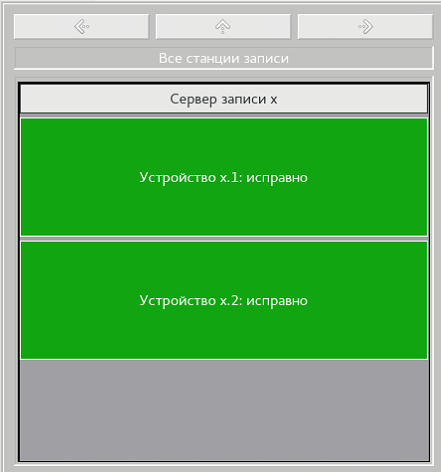 Все станции записи
Сервер записи x
Устройство x.1: исправно
Устройство x.2: исправно